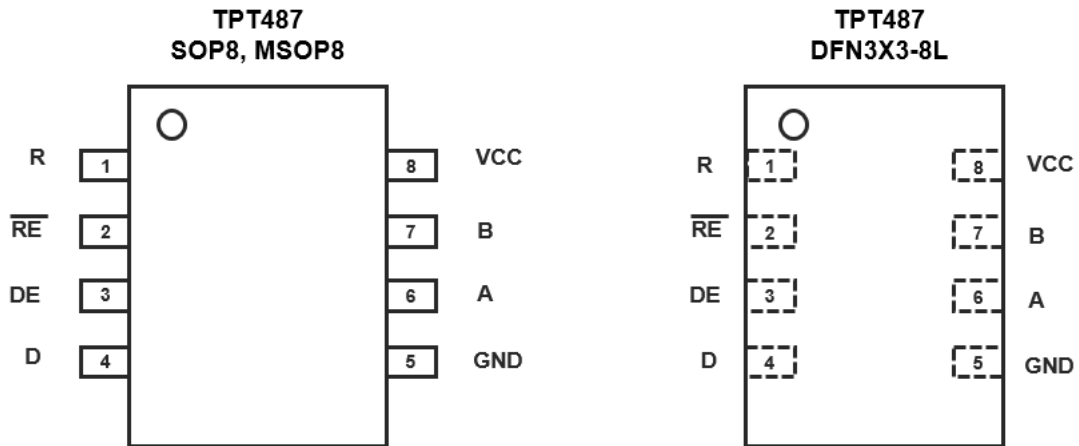 TPT487
SOP8, MSOP8
R 1 8 VCC
RE 2 7 B
DE 3 6 A
D 4 5 GND
TPT487
DFN3X3-8L
R 1 8 VCC
RE 2 7 B
DE 3 6 A
D 4 5 GND